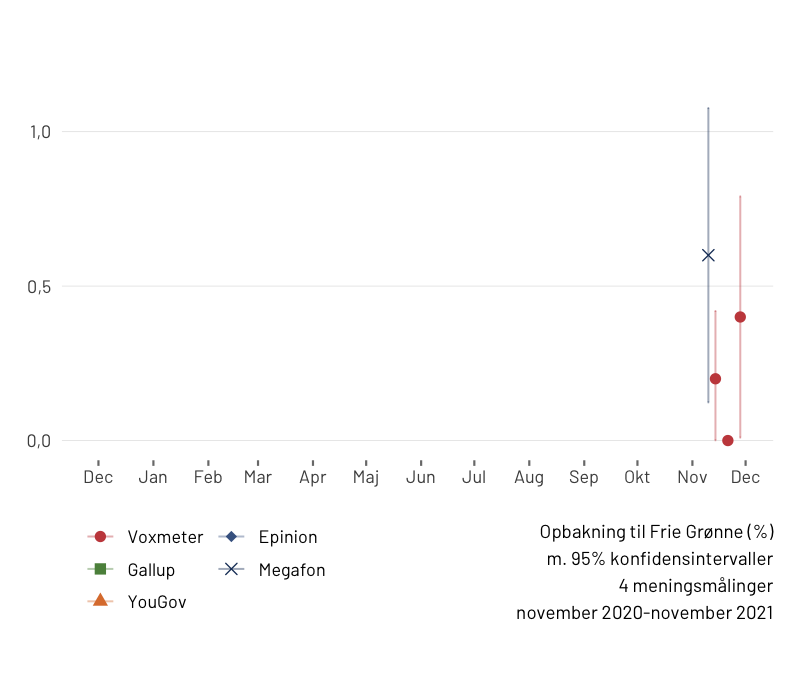 1,0
0,5
0,0
Dec Jan Feb Mar Apr Maj Jun Jul Aug Sep Okt Nov Dec
Voxmeter Epinion
Gallup Megafon
YouGov
Opbakning til Frie Grønne (%)
m. 95% konfidensintervaller
4 meningsmålinger
november 2020-november 2021